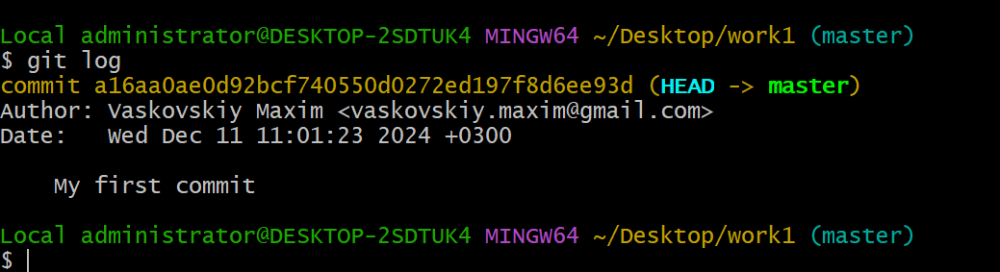 Local administrator@DESKTOP-2SDTUK4 MINGW64 ~/Desktop/work1 (master)
$ git log
commit a16aa0ae0d92bcf740550d0272ed197f8d6ee93d (HEAD -> master)
Author: Vaskovskiy Maxim <vaskovskiy.maxim@gmail.com>
Date:   Wed Dec 11 11:01:23 2024 +0300
    My first commit
Local administrator@DESKTOP-2SDTUK4 MINGW64 ~/Desktop/work1 (master)
$